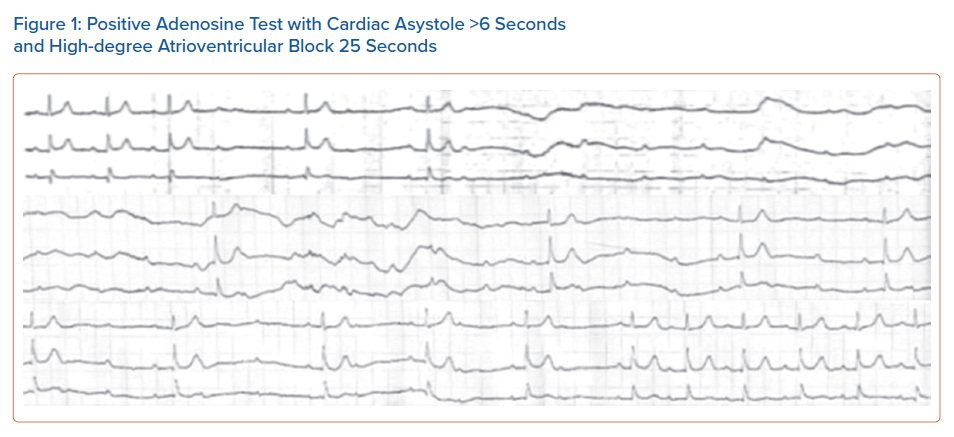 Figure 1: Positive Adenosine Test with Cardiac Asystole >6 Seconds
and High-degree Atrioventricular Block 25 Seconds